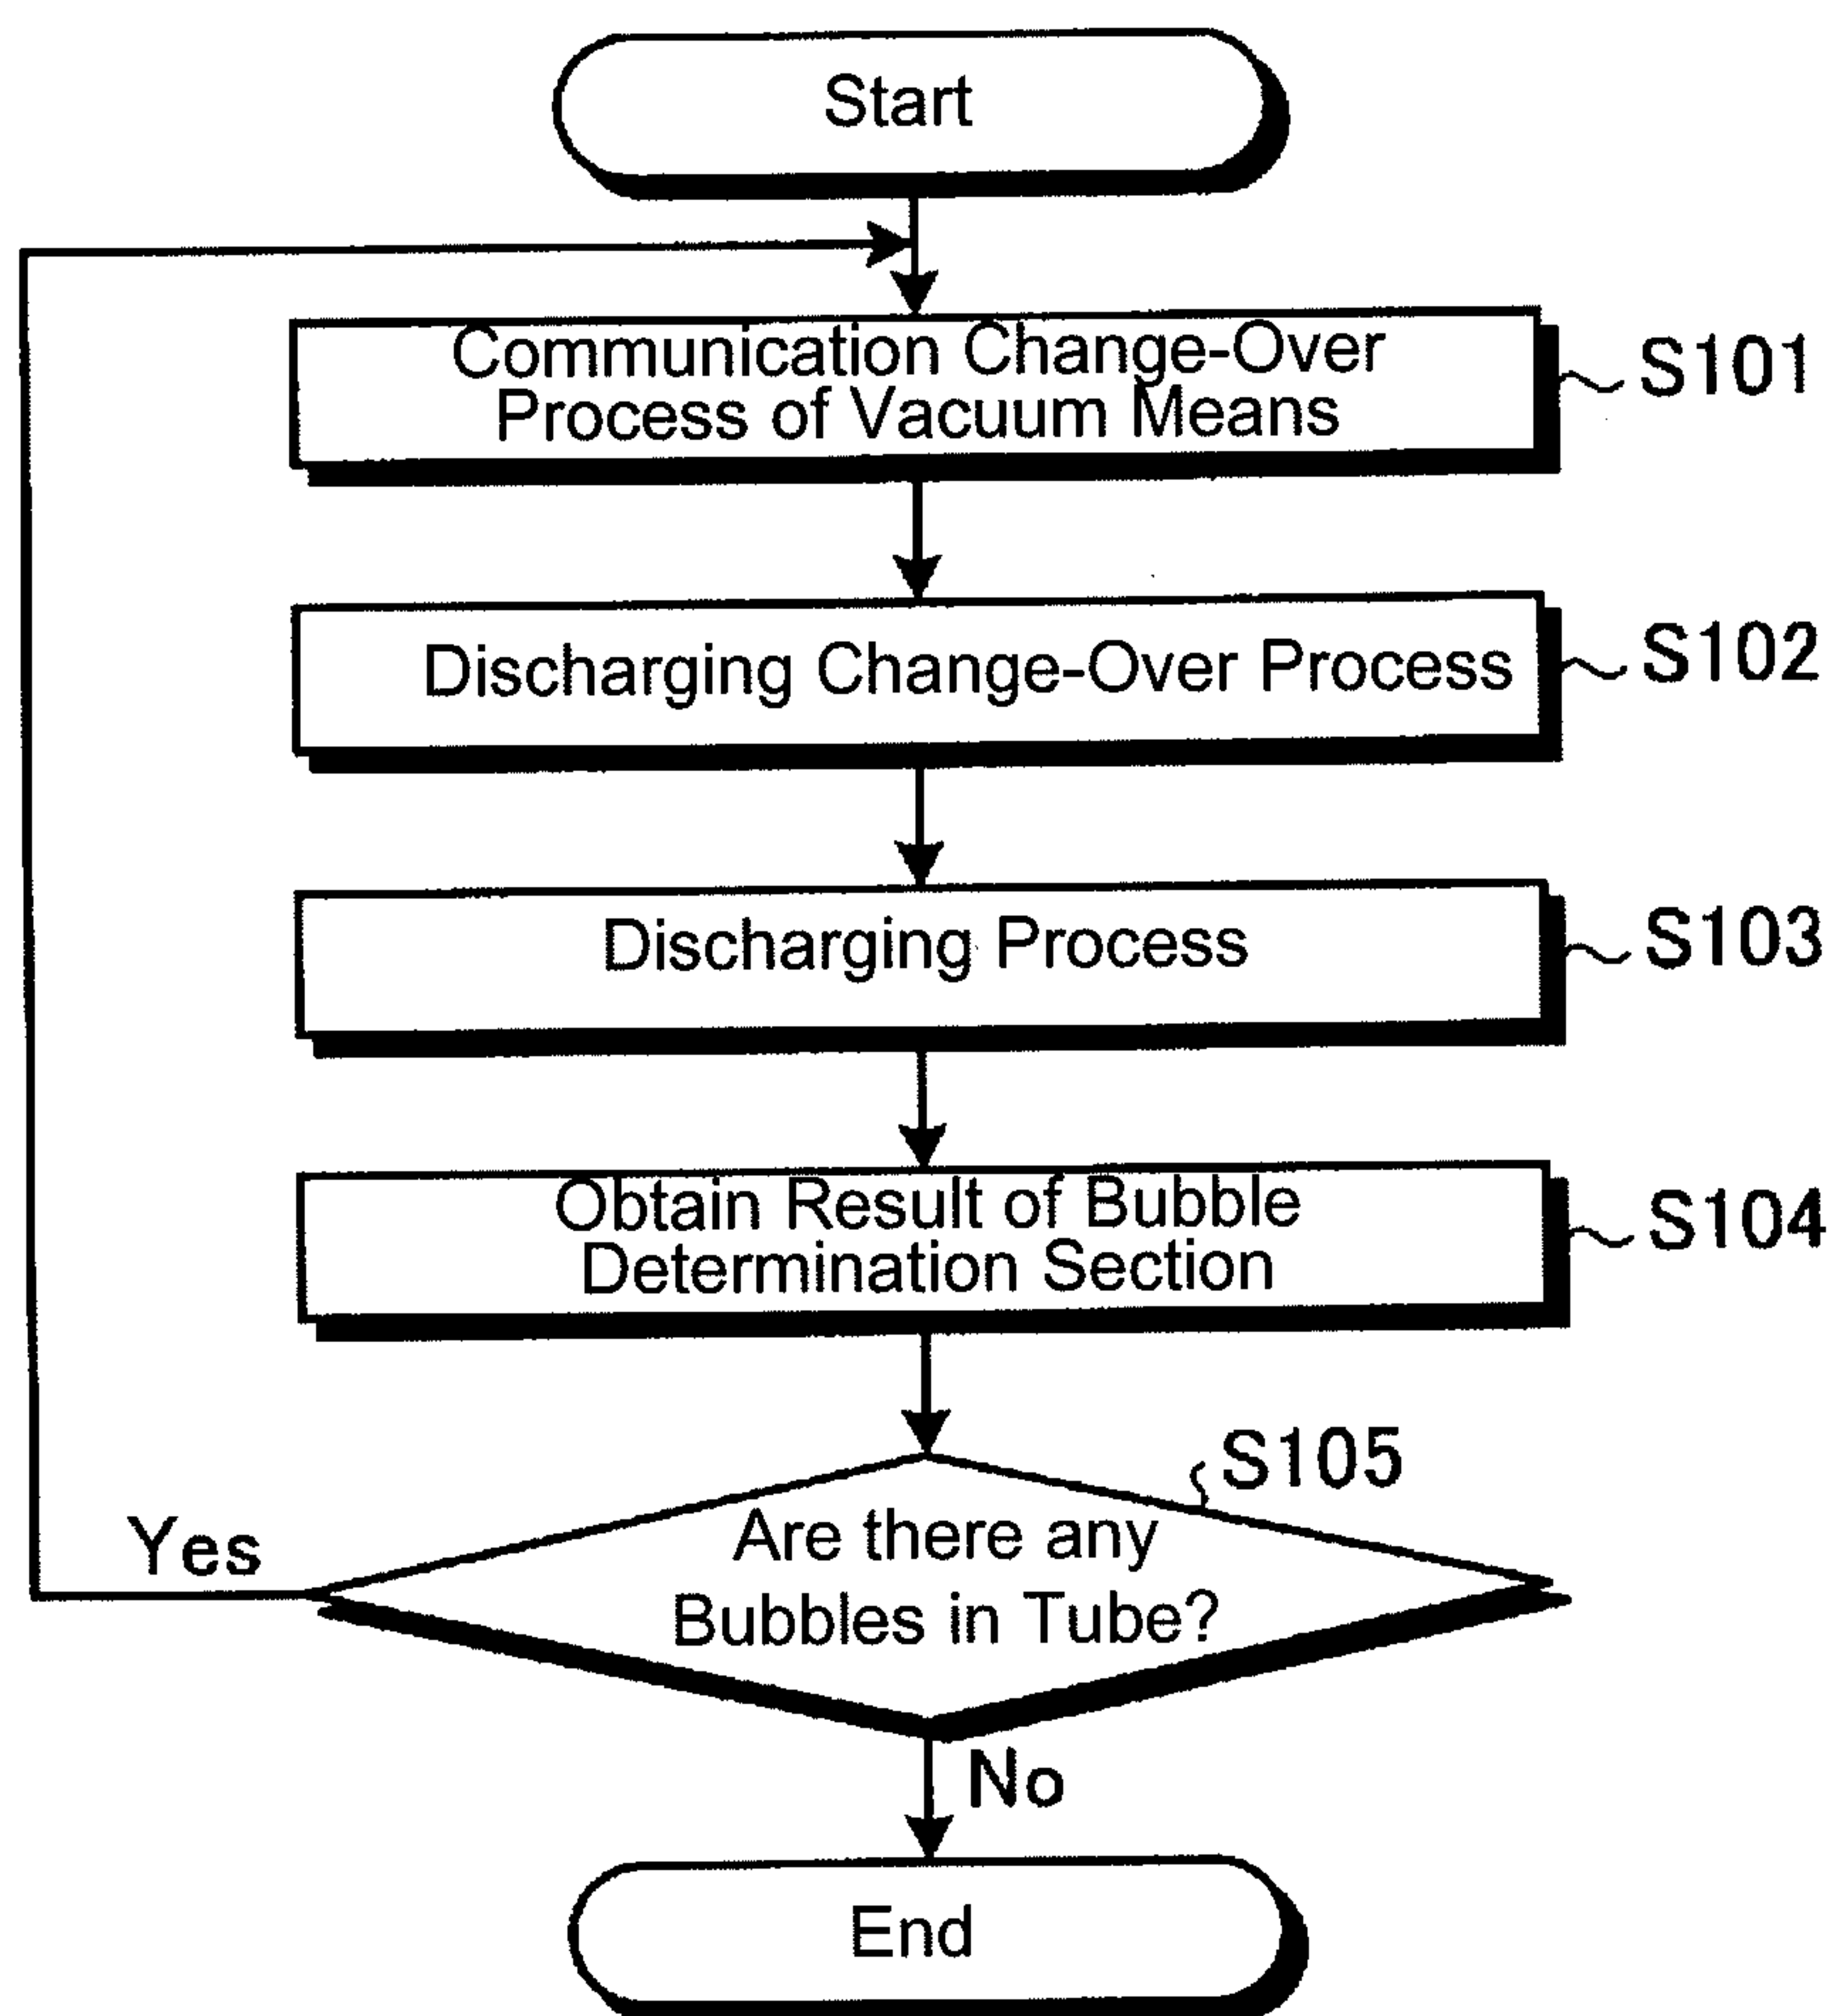 Start
Communication Change-Over
Process of Vacuum Means
S101
Discharging Change-Over Process
S102
Discharging Process
S103
Obtain Result of Bubble
Determination Section
S104
S105
Are there any
Bubbles in Tube?
Yes
No
End